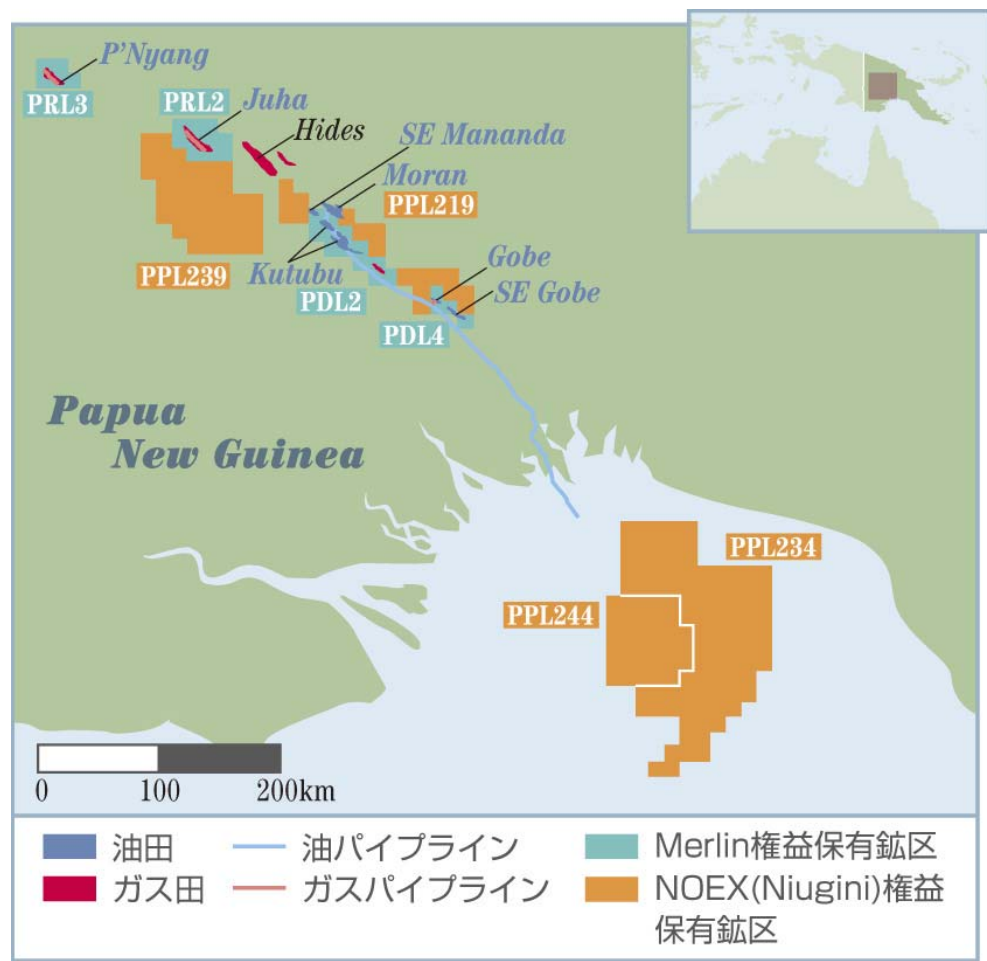 P'Nyang
PRL3
PRL2
Juha
Hides
SE Mananda
Moran
PPL219
PPL239
Kutubu
PDL2
Gobe
SE Gobe
PDL4
Papua
New Guinea
PPL234
PPL244
0 100 200km
油田
油パイプライン
Merlin権益保有鉱区
ガス田
ガスパイプライン
NOEX(Niugini)権益
保有鉱区